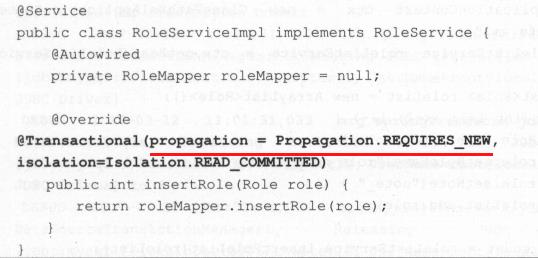 @Service
public class RoleServiceImpl implements RoleService {
    @Autowired
    private RoleMapper roleMapper = null;

    @Override
@Transactional(propagation = Propagation.REQUIRES_NEW,
isolation=Isolation.READ_COMMITTED)
    public int insertRole(Role role) {
        return roleMapper.insertRole(role);
    }
}